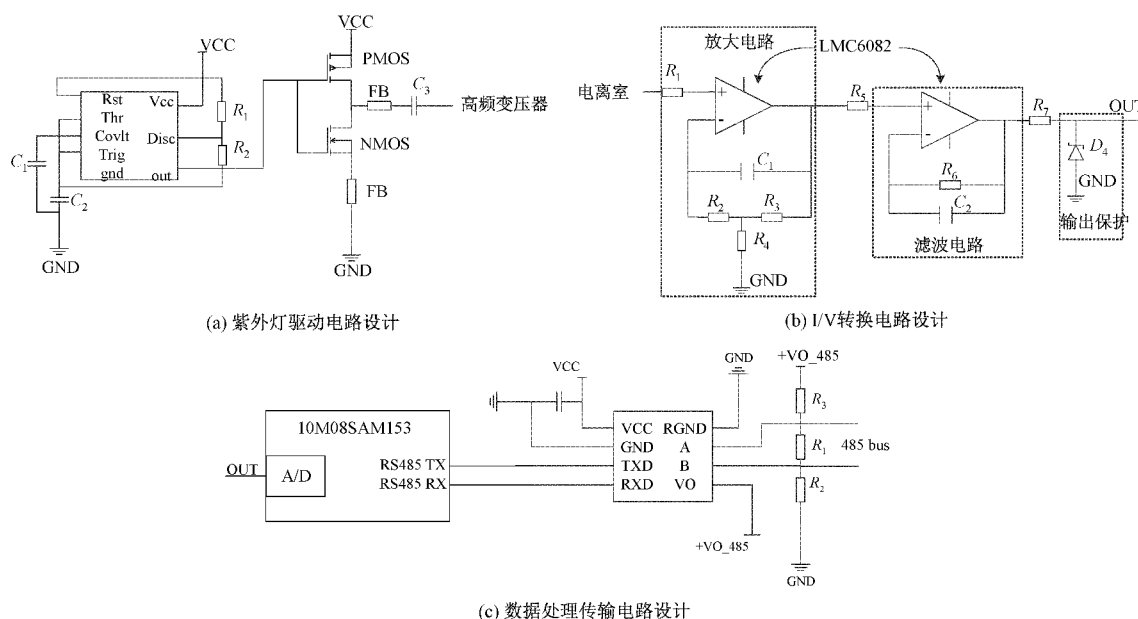 VCC
Rst
Thr
Covlt
Trig
gnd
Vcc
Disc
out
R1
R2
C1
C2
GND
VCC
PMOS
NMOS
FB
C3
高频变压器
FB
GND
(a) 紫外灯驱动电路设计
放大电路
LMC6082
电离室
R1
+
-
C1
R2
R3
R4
GND
R5
+
-
R6
C2
滤波电路
R7
OUT
D4
GND
输出保护
(b) I/V转换电路设计
10M08SAM153
OUT
A/D
RS485 TX
RS485 RX
VCC
GND
VCC RGND
GND A
TXD B
RXD VO
+VO_485
+VO_485
R3
R1 485 bus
R2
GND
(c) 数据处理传输电路设计